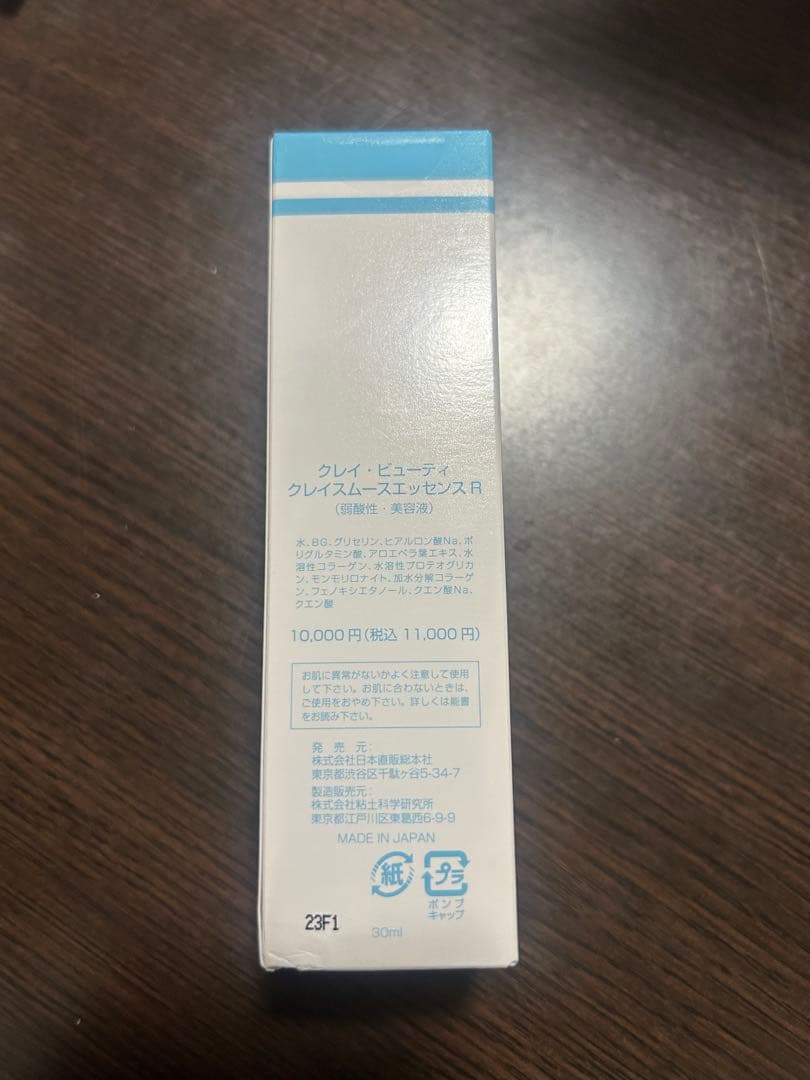 クレイ・ビューティ
クレイスムースエッセンスR
(弱酸性・美容液)
水、BG、グリセリン、ヒアルロン酸Na、ポ
リグルタミン酸、アロエベラ葉エキス、水
溶性コラーゲン、水溶性プロテオグリカ
ン、モンモリロナイト、加水分解コラーゲ
ン、フェノキシエタノール、クエン酸Na、
クエン酸
10,000円(税込 11,000円)
お肌に異常がないかよく注意して使用
して下さい。お肌に合わないときは、
ご使用をおやめ下さい。詳しくは能書
をお読み下さい。
発 売 元:
株式会社日本直販総本社
東京都渋谷区千駄ヶ谷5-34-7
製造販売元:
株式会社粘土科学研究所
東京都江戸川区東葛西6-9-9
MADE IN JAPAN
紙 プラ
ポンプ
キャップ
23F1
30ml